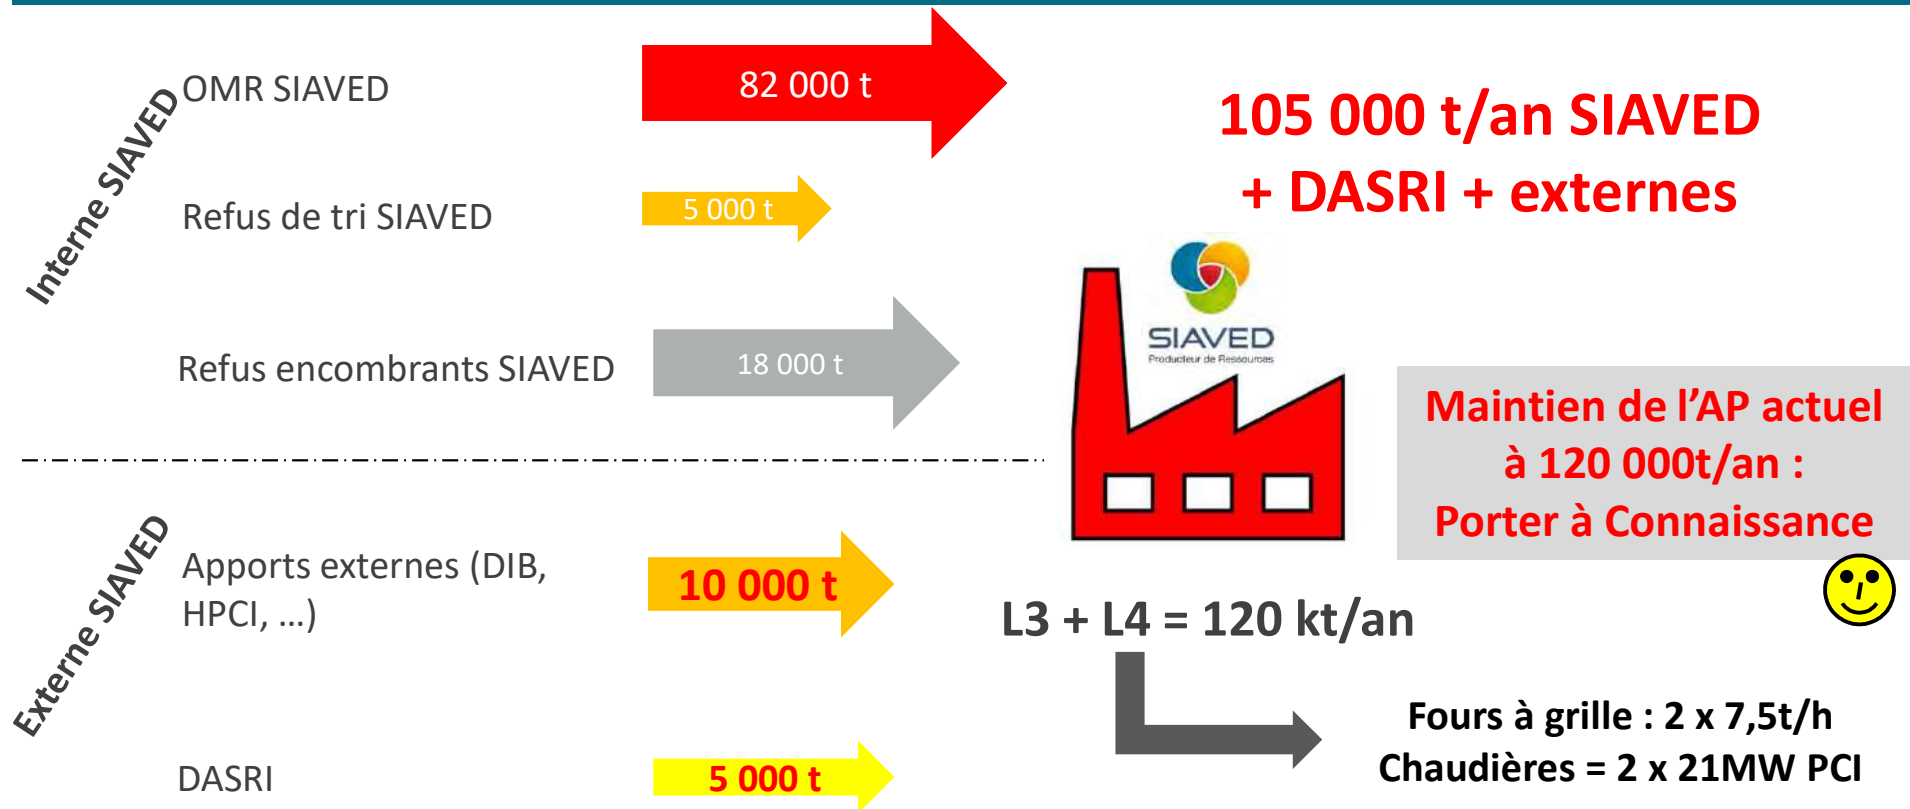 Interne SIAVED
OMR SIAVED
82 000 t
Refus de tri SIAVED
5 000 t
Refus encombrants SIAVED
18 000 t
105 000 t/an SIAVED
+ DASRI + externes
SIAVED
Producteur de Ressources
Maintien de l’AP actuel
à 120 000t/an :
Porter à Connaissance
Externe SIAVED
Apports externes (DIB,
HPCI, …)
10 000 t
DASRI
5 000 t
L3 + L4 = 120 kt/an
Fours à grille : 2 x 7,5t/h
Chaudières = 2 x 21MW PCI